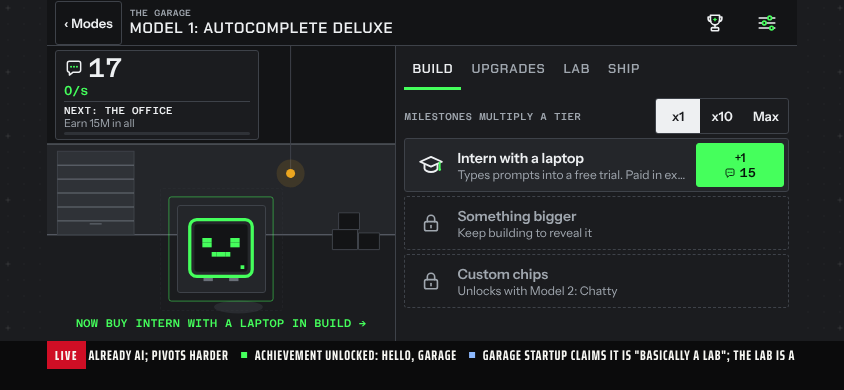 ‹ Modes
THE GARAGE
MODEL 1: AUTOCOMPLETE DELUXE
17
0/s
NEXT: THE OFFICE
Earn 15M in all
NOW BUY INTERN WITH A LAPTOP IN BUILD →
BUILD UPGRADES LAB SHIP
MILESTONES MULTIPLY A TIER
x1 x10 Max
Intern with a laptop
Types prompts into a free trial. Paid in ex...
+1
15
Something bigger
Keep building to reveal it
Custom chips
Unlocks with Model 2: Chatty
LIVE ALREADY AI; PIVOTS HARDER ACHIEVEMENT UNLOCKED: HELLO, GARAGE GARAGE STARTUP CLAIMS IT IS "BASICALLY A LAB"; THE LAB IS A